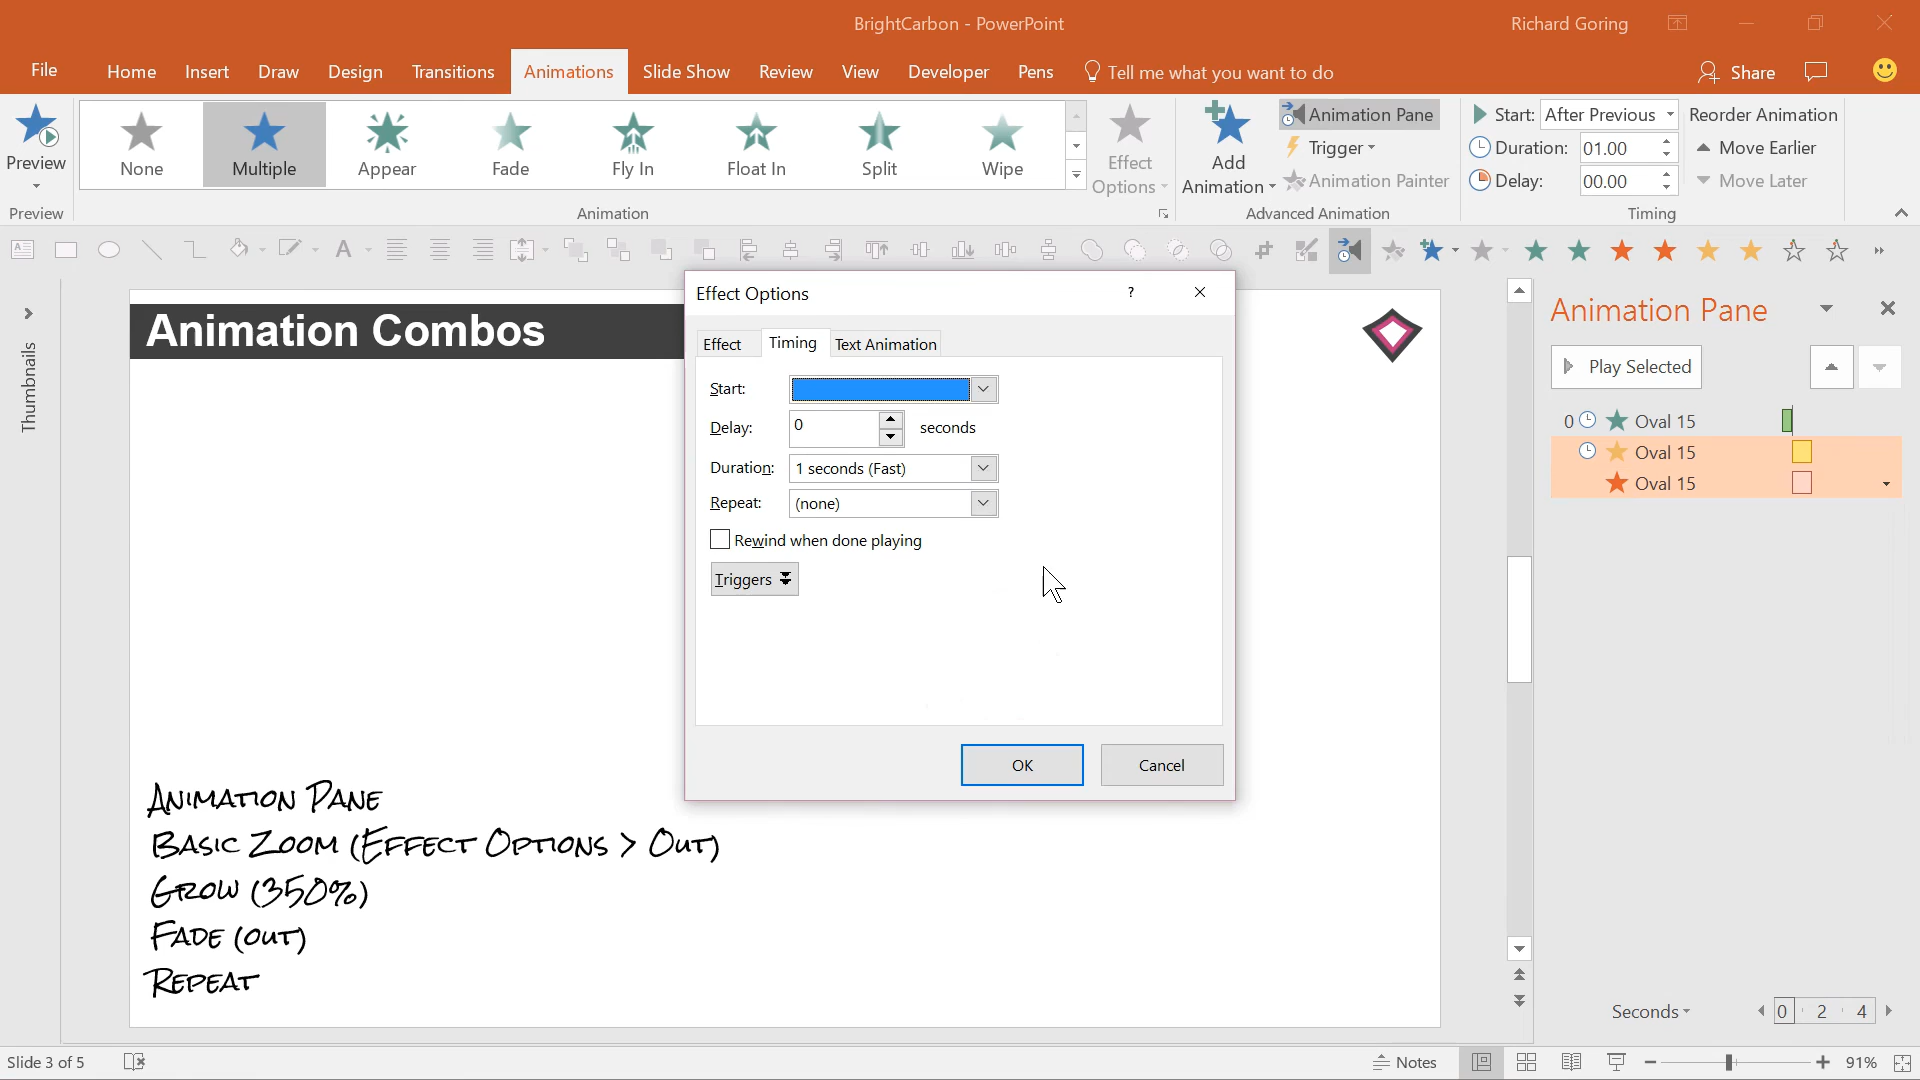 BrightCarbon - PowerPoint
Richard Goring
File
Home
Insert
Draw
Design
Transitions
Animations
Slide Show
Review
View
Developer
Pens
Tell me what you want to do
Share
Preview
Preview
None
Multiple
Appear
Fade
Fly In
Float In
Split
Wipe
Animation
Effect
Options
Add
Animation
Animation Pane
Trigger
Animation Painter
Advanced Animation
Start: After Previous
Duration: 01.00
Delay: 00.00
Reorder Animation
Move Earlier
Move Later
Timing
Thumbnails
Animation Combos
Effect Options
?
Effect
Timing
Text Animation
Start:
Delay: 0 seconds
Duration: 1 seconds (Fast)
Repeat: (none)
Rewind when done playing
Triggers
OK
Cancel
Animation Pane
Basic Zoom (Effect Options > Out)
Grow (350%)
Fade (out)
Repeat
Animation Pane
Play Selected
0 Oval 15
Oval 15
Oval 15
Seconds
0 2 4
Slide 3 of 5
Notes
91%